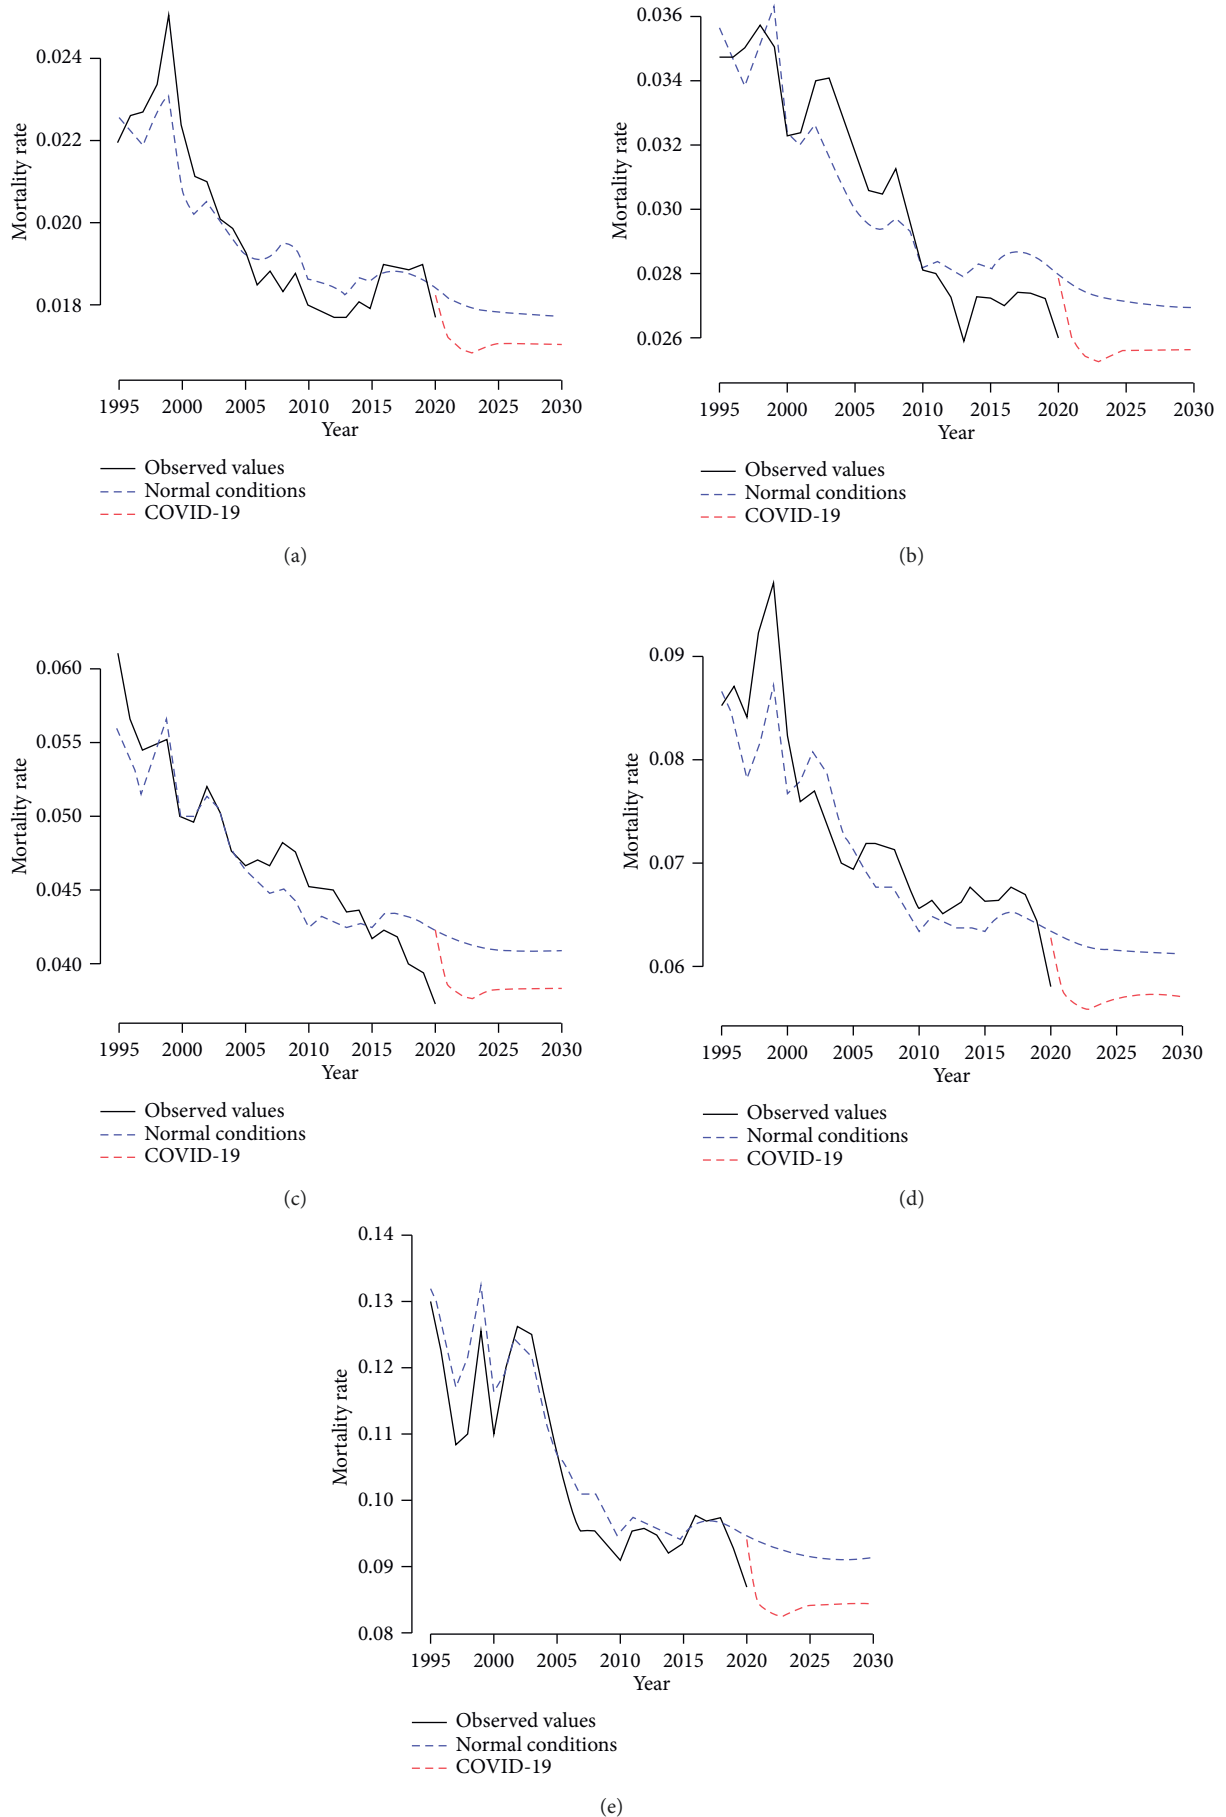 0.024
0.022
0.020
0.018
Mortality rate
1995 2000 2005 2010 2015 2020 2025 2030
Year
Observed values
Normal conditions
COVID-19
(a)
0.036
0.034
0.032
0.030
0.028
0.026
Mortality rate
1995 2000 2005 2010 2015 2020 2025 2030
Year
Observed values
Normal conditions
COVID-19
(b)
0.060
0.055
0.050
0.045
0.040
Mortality rate
1995 2000 2005 2010 2015 2020 2025 2030
Year
Observed values
Normal conditions
COVID-19
(c)
0.09
0.08
0.07
0.06
Mortality rate
1995 2000 2005 2010 2015 2020 2025 2030
Year
Observed values
Normal conditions
COVID-19
(d)
0.14
0.13
0.12
0.11
0.10
0.09
0.08
Mortality rate
1995 2000 2005 2010 2015 2020 2025 2030
Year
Observed values
Normal conditions
COVID-19
(e)